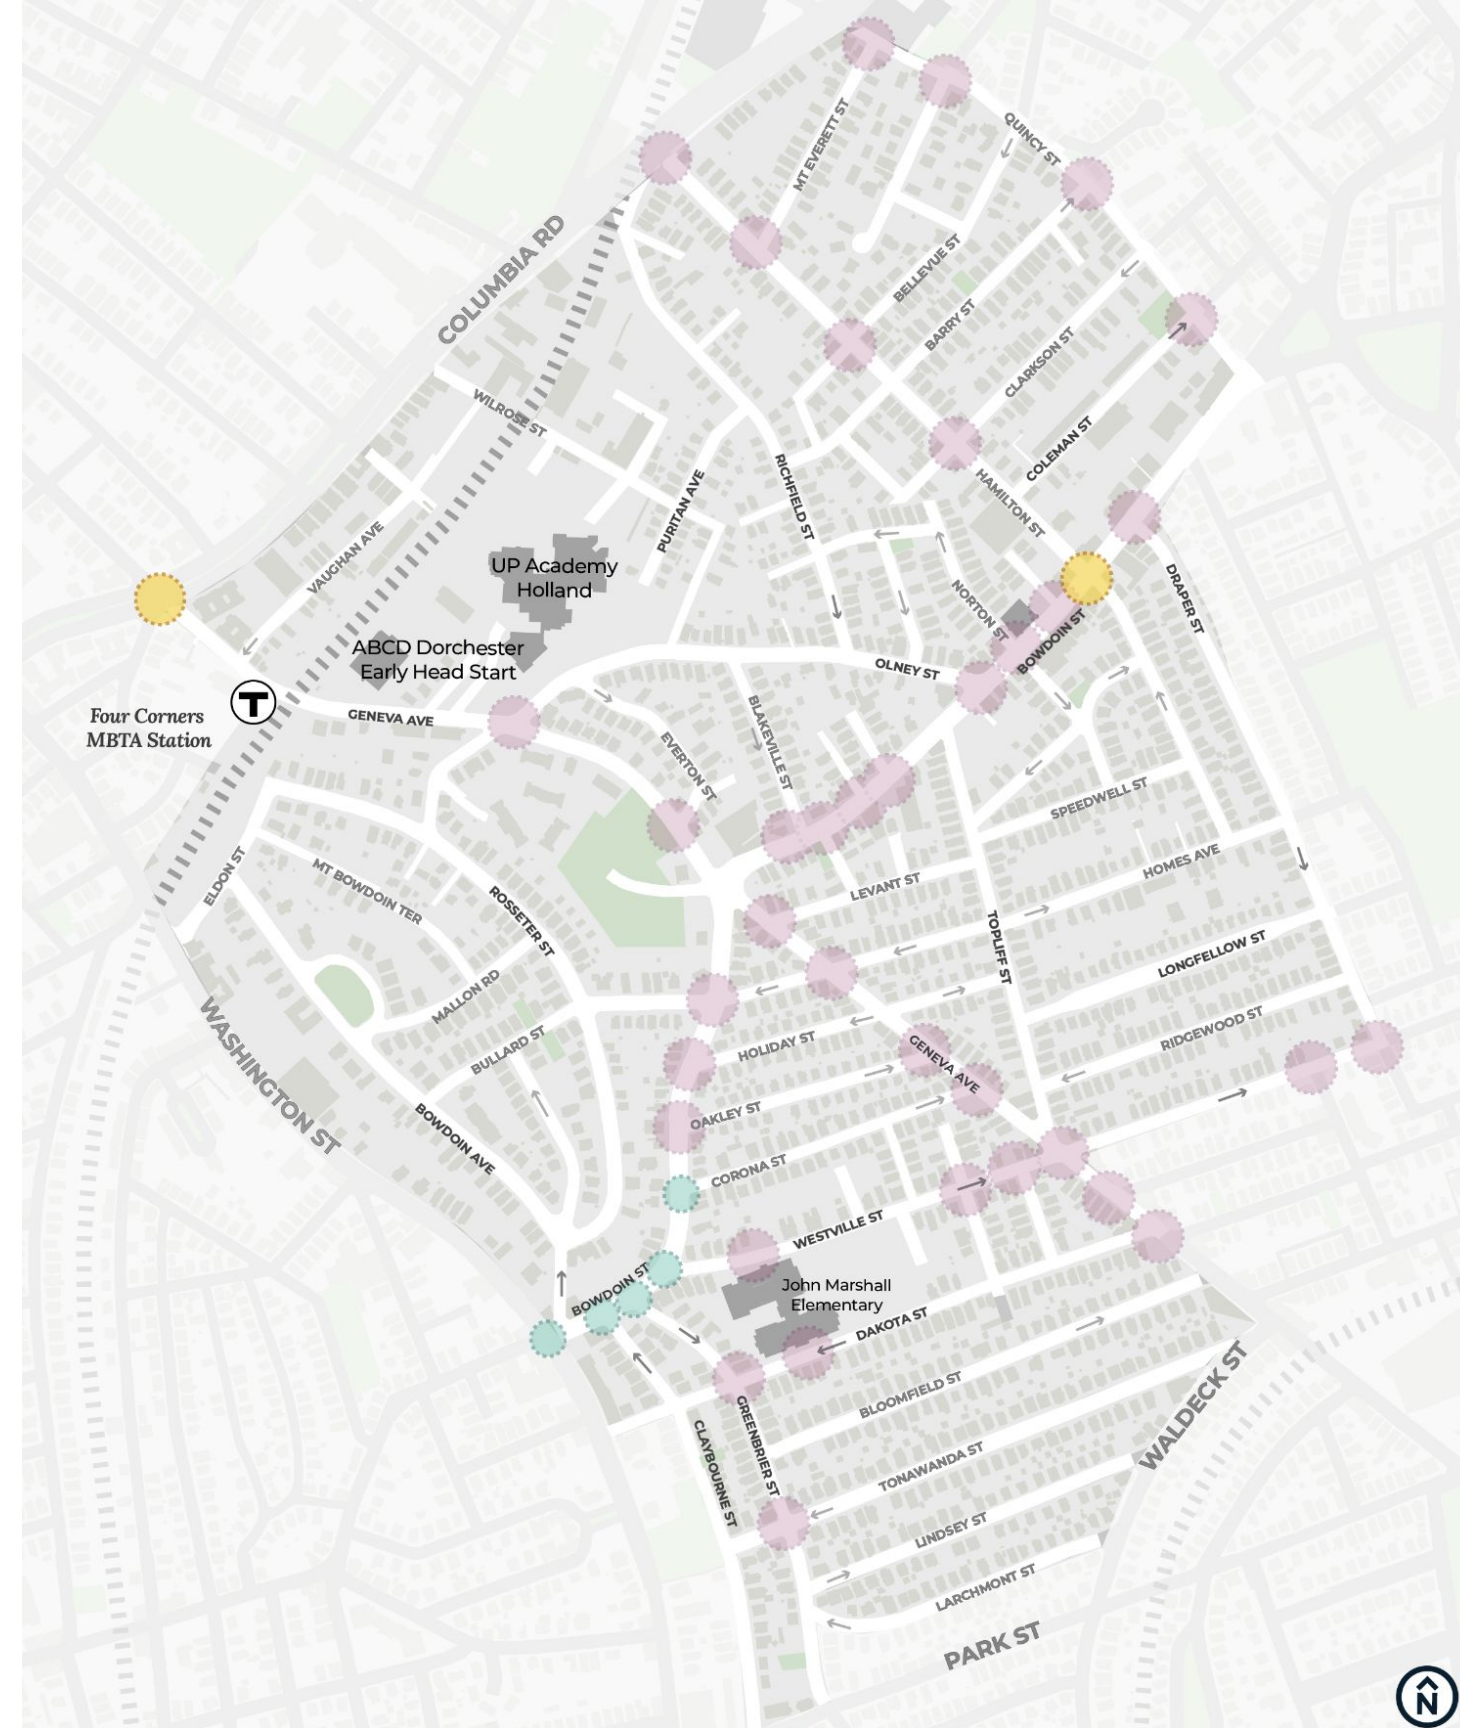 QUINCY ST
MT EVERETT ST
COLUMBIA RD
BELLEVUE ST
BARRY ST
CLARKSON ST
WILROSE ST
COLEMAN ST
RICHFIELD ST
PURITAN AVE
HAMILTON ST
VAUGHAN AVE
UP Academy
Holland
DRAPER ST
NORTON ST
BOWDOIN ST
ABCD Dorchester
Early Head Start
OLNEY ST
T
Four Corners
MBTA Station
GENEVA AVE
BLAKEVILLE ST
EVERTON ST
SPEEDWELL ST
HOMES AVE
ELDON ST
MT BOWDOIN TER
LEVANT ST
ROSSETER ST
TOPLIFF ST
LONGFELLOW ST
MALLON RD
WASHINGTON ST
BULLARD ST
HOLIDAY ST
RIDGEWOOD ST
GENEVA AVE
OAKLEY ST
BOWDOIN AVE
CORONA ST
WESTVILLE ST
BOWDOIN ST
John Marshall
Elementary
DAKOTA ST
BLOOMFIELD ST
WALDECK ST
GREENBRIER ST
CLAYBOURNE ST
TONAWANDA ST
LINDSEY ST
LARCHMONT ST
PARK ST
N